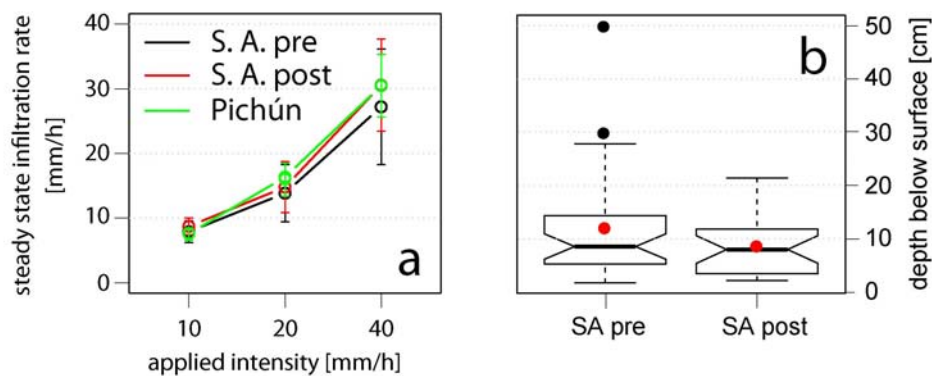 steady state infiltration rate
[mm/h]
40
30
20
10
0
S. A. pre
S. A. post
Pichún
a
10 20 40
applied intensity [mm/h]
b
50
40
30
20
10
0
depth below surface [cm]
SA pre SA post